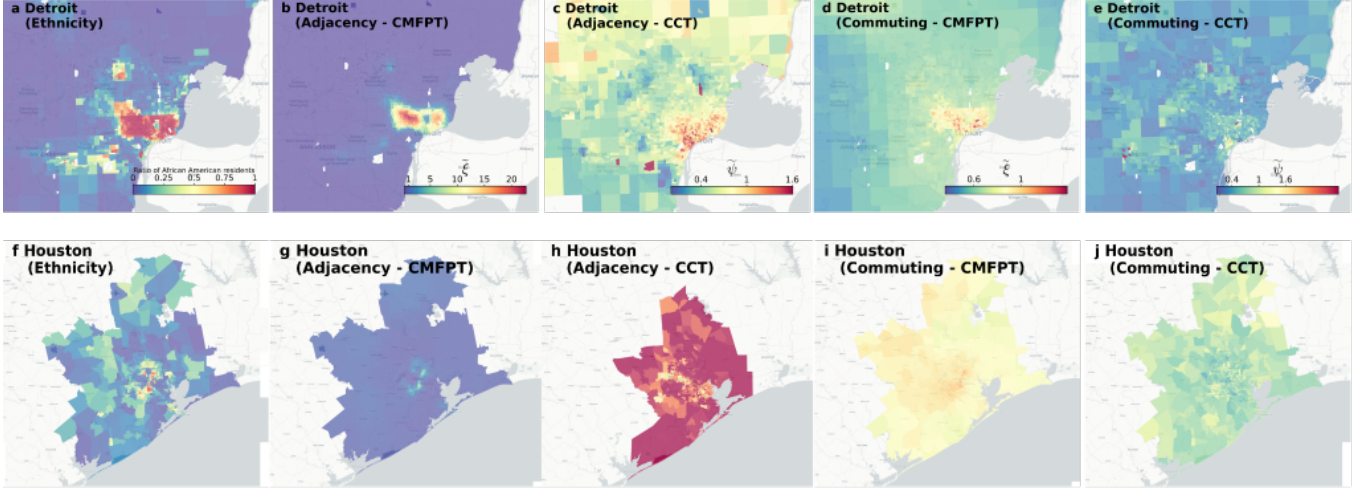 a Detroit
(Ethnicity)
Ratio of African American residents
0 0.25 0.5 0.75 1
b Detroit
(Adjacency - CMFPT)
ξ̃
1 5 10 15 20
c Detroit
(Adjacency - CCT)
ψ̃
0.4 1 1.6
d Detroit
(Commuting - CMFPT)
ξ̃
0.6 1
e Detroit
(Commuting - CCT)
ψ̃
0.4 1 1.6
f Houston
(Ethnicity)
g Houston
(Adjacency - CMFPT)
h Houston
(Adjacency - CCT)
i Houston
(Commuting - CMFPT)
j Houston
(Commuting - CCT)